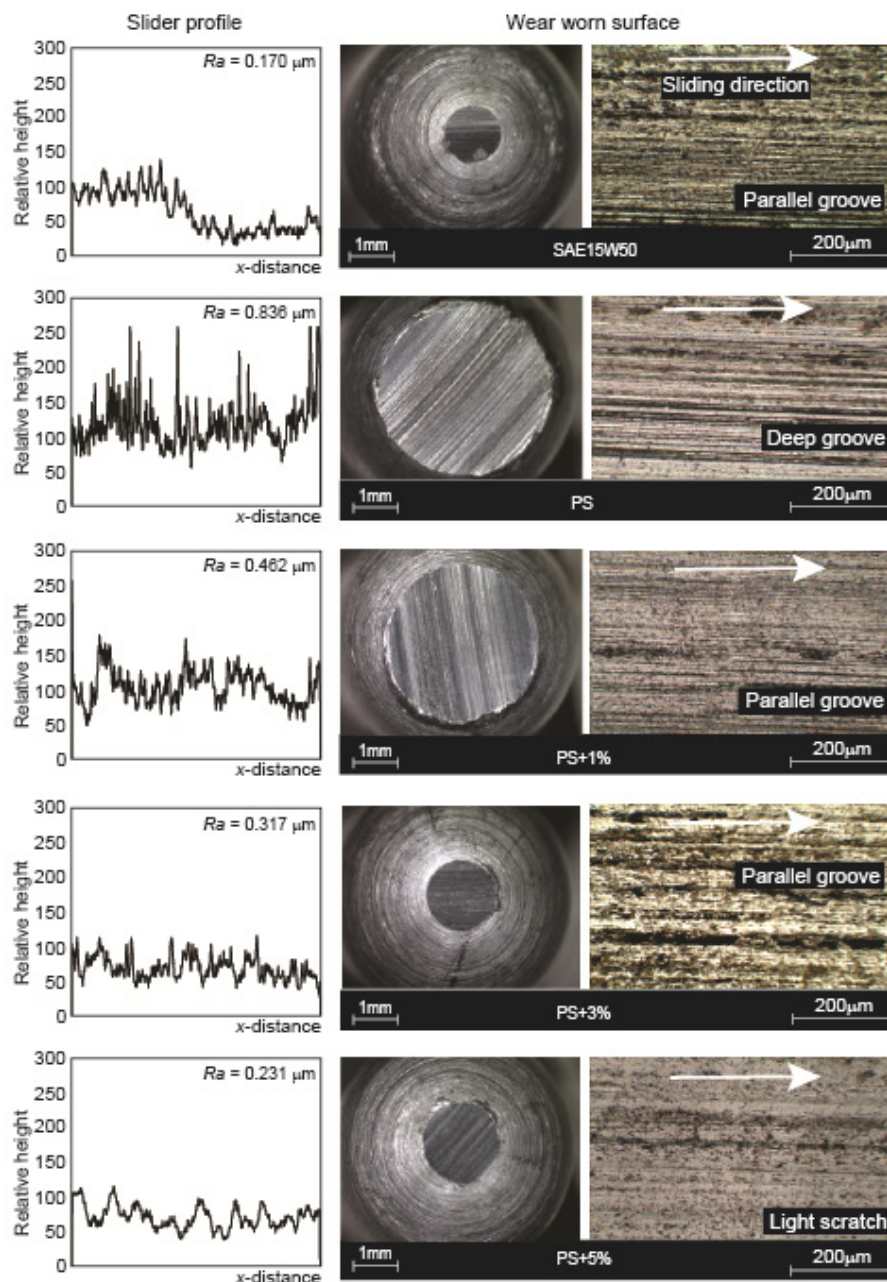 Slider profile
Wear worn surface
300
250
200
150
100
50
0
Relative height
x-distance
Ra = 0.170 μm
Sliding direction
Parallel groove
1mm
SAE15W50
200μm
300
250
200
150
100
50
0
Relative height
x-distance
Ra = 0.836 μm
Deep groove
1mm
PS
200μm
300
250
200
150
100
50
0
Relative height
x-distance
Ra = 0.462 μm
Parallel groove
1mm
PS+1%
200μm
300
250
200
150
100
50
0
Relative height
x-distance
Ra = 0.317 μm
Parallel groove
1mm
PS+3%
200μm
300
250
200
150
100
50
0
Relative height
x-distance
Ra = 0.231 μm
Light scratch
1mm
PS+5%
200μm